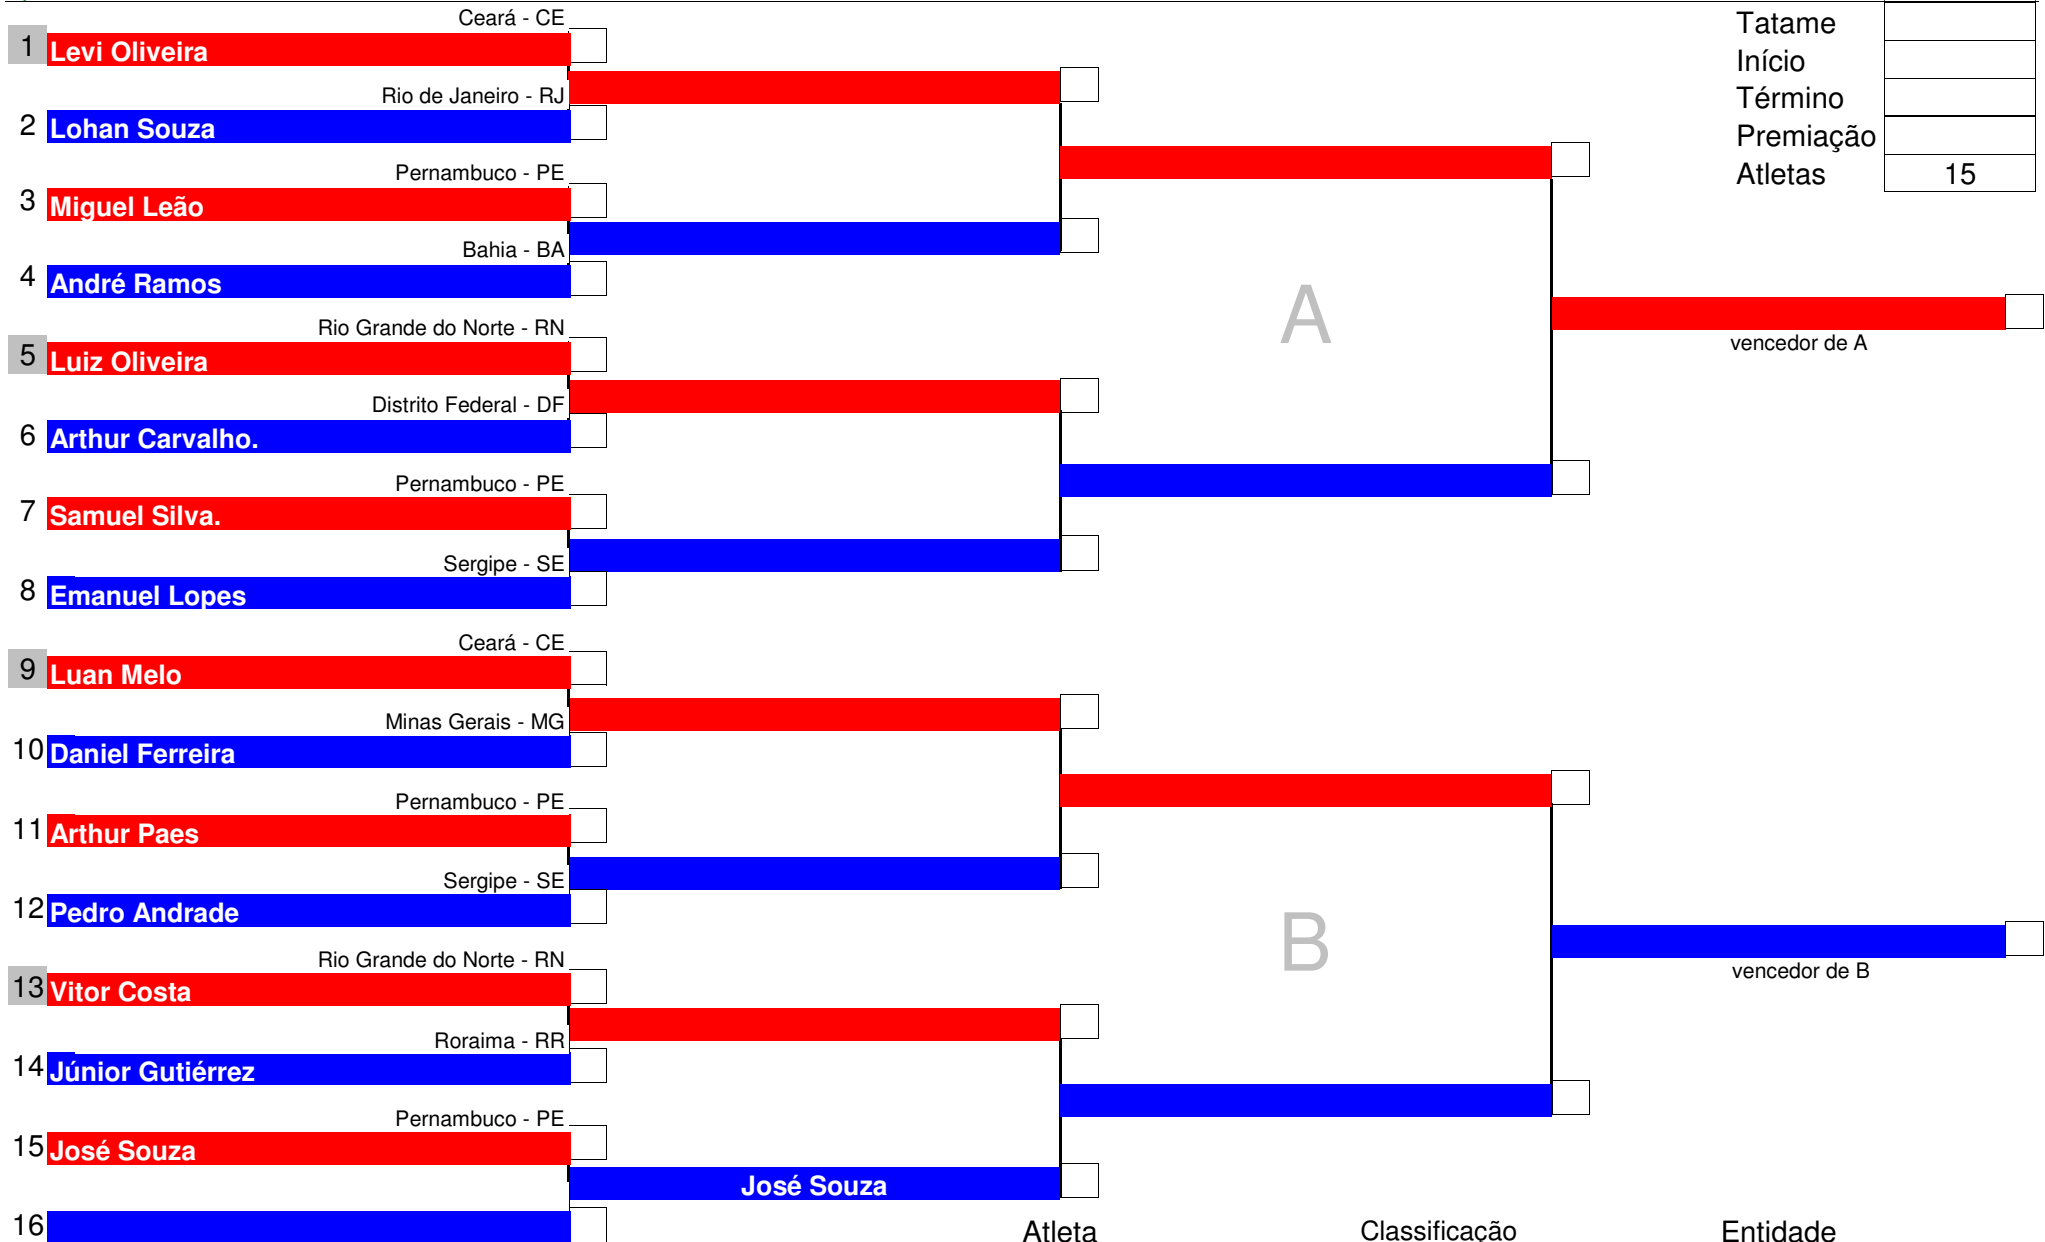 Ceará - CE
1 Levi Oliveira
Rio de Janeiro - RJ
2 Lohan Souza
Pernambuco - PE
3 Miguel Leão
Bahia - BA
4 André Ramos
Rio Grande do Norte - RN
5 Luiz Oliveira
Distrito Federal - DF
6 Arthur Carvalho.
Pernambuco - PE
7 Samuel Silva.
Sergipe - SE
8 Emanuel Lopes
Ceará - CE
9 Luan Melo
Minas Gerais - MG
10 Daniel Ferreira
Pernambuco - PE
11 Arthur Paes
Sergipe - SE
12 Pedro Andrade
Rio Grande do Norte - RN
13 Vitor Costa
Roraima - RR
14 Júnior Gutiérrez
Pernambuco - PE
15 José Souza
16
José Souza
A
B
Tatame
Início
Término
Premiação
Atletas 15
vencedor de A
vencedor de B
Atleta Classificação Entidade